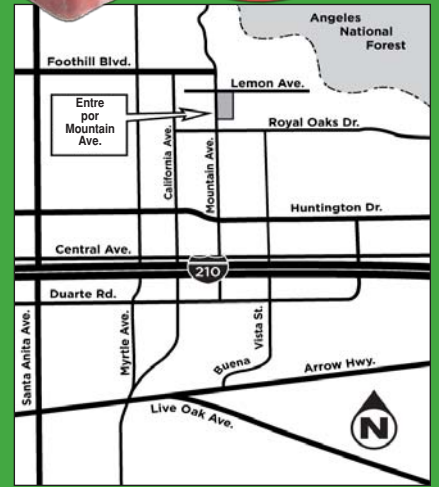 Angeles
National
Forest
Foothill Blvd.
Lemon Ave.
Entre
por
Mountain
Ave.
Royal Oaks Dr.
California Ave.
Mountain Ave.
Huntington Dr.
Central Ave.
210
Duarte Rd.
Santa Anita Ave.
Myrtle Ave.
Buena
Vista St.
Arrow Hwy.
Live Oak Ave.
N